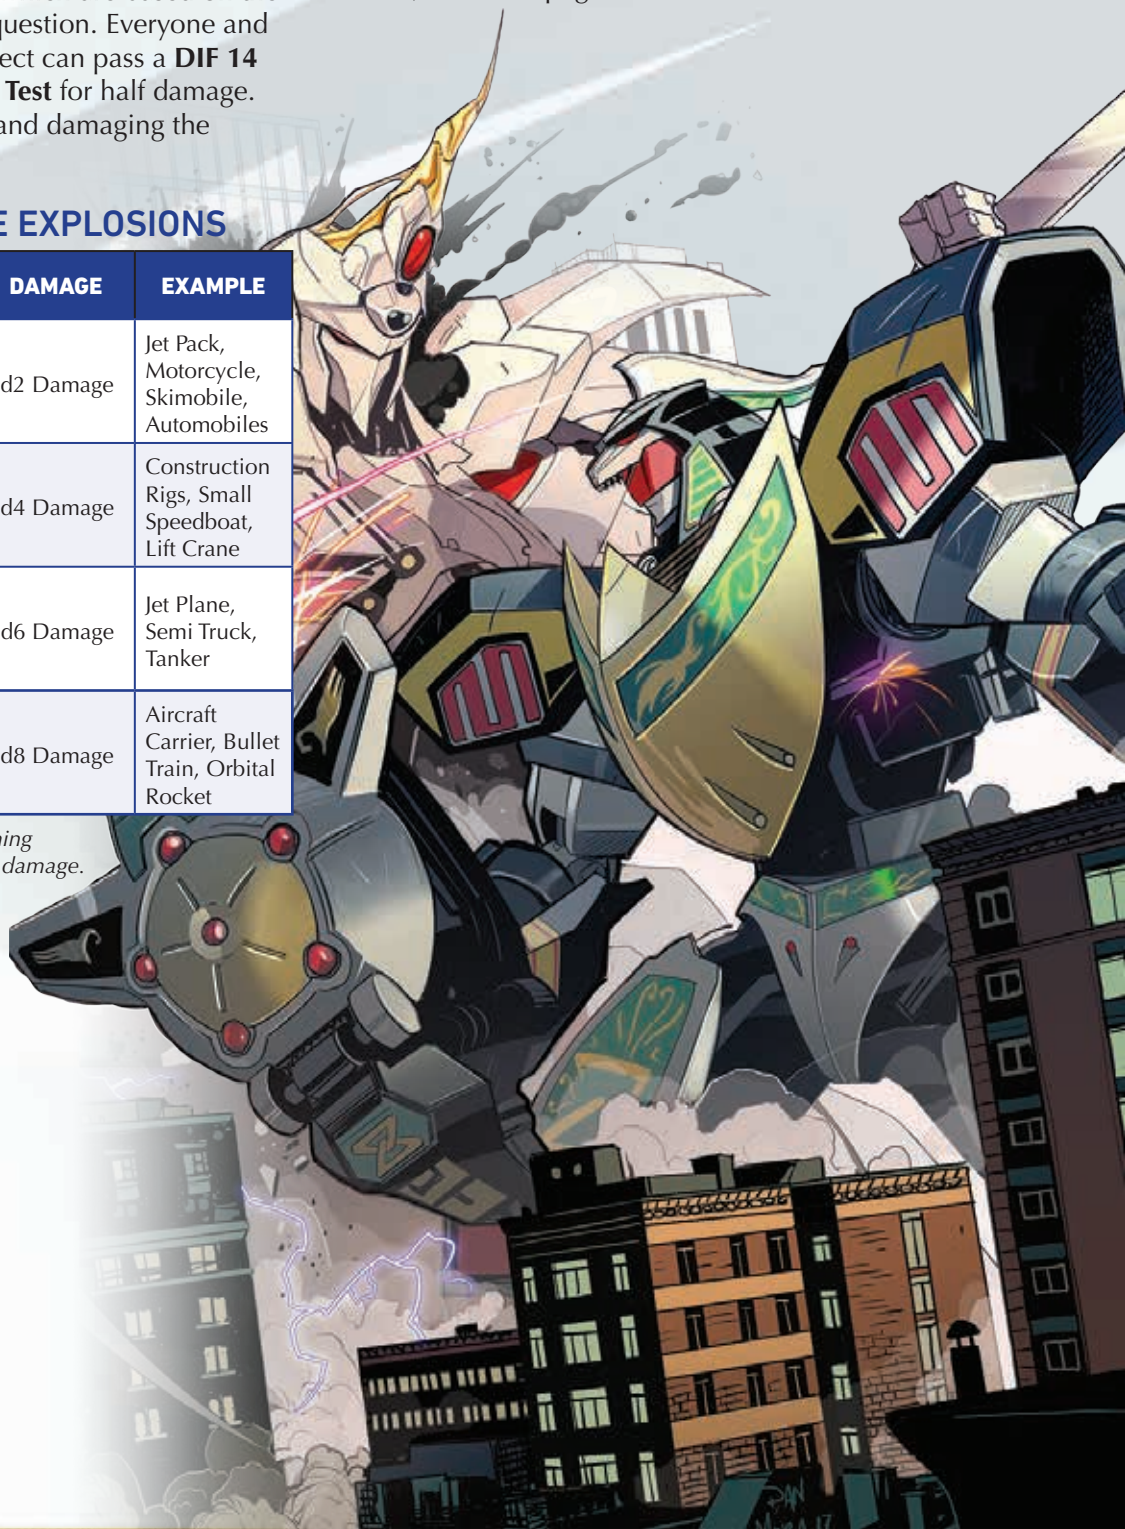 question. Everyone and
ect can pass a DIF 14
Test for half damage.
and damaging the
E EXPLOSIONS
DAMAGE EXAMPLE
d2 Damage
Jet Pack,
Motorcycle,
Skimobile,
Automobiles
d4 Damage
Construction
Rigs, Small
Speedboat,
Lift Crane
d6 Damage
Jet Plane,
Semi Truck,
Tanker
d8 Damage
Aircraft
Carrier, Bullet
Train, Orbital
Rocket
ning
damage.
DAN